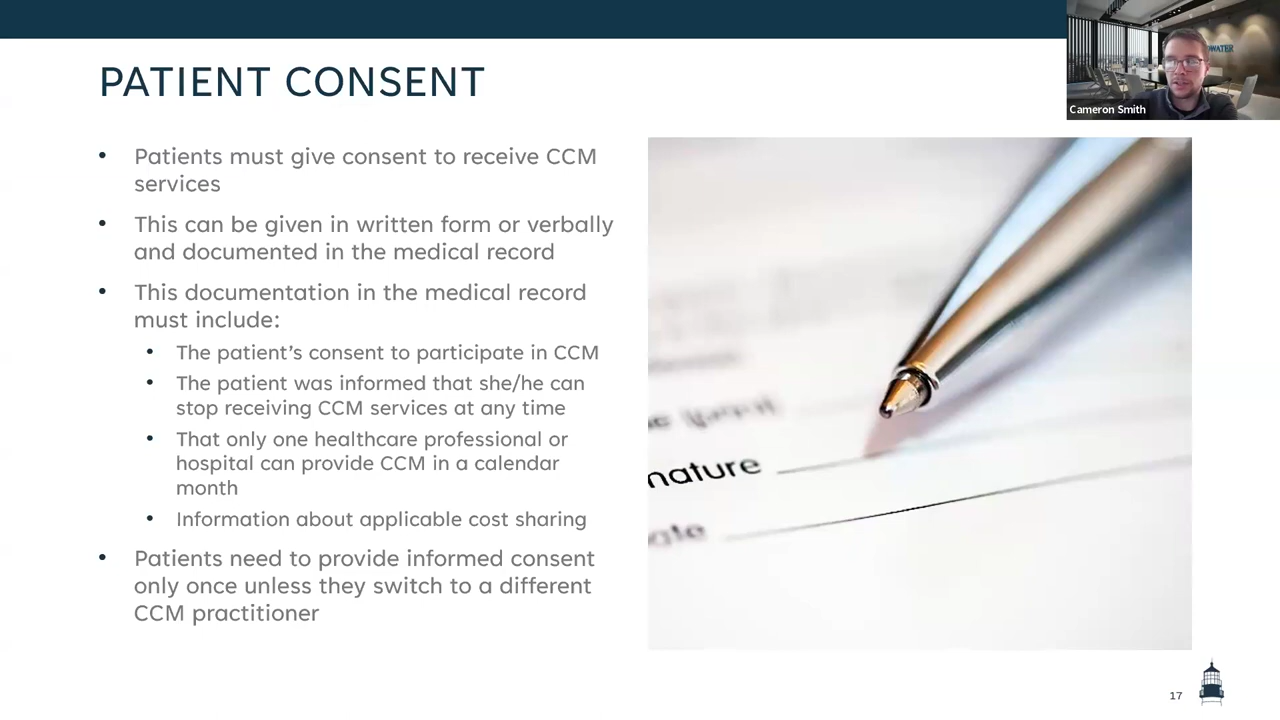 PATIENT CONSENT
WATER
Cameron Smith
• Patients must give consent to receive CCM
services
• This can be given in written form or verbally
and documented in the medical record
• This documentation in the medical record
must include:
• The patient’s consent to participate in CCM
• The patient was informed that she/he can
stop receiving CCM services at any time
• That only one healthcare professional or
hospital can provide CCM in a calendar
month
• Information about applicable cost sharing
• Patients need to provide informed consent
only once unless they switch to a different
CCM practitioner
nature
17